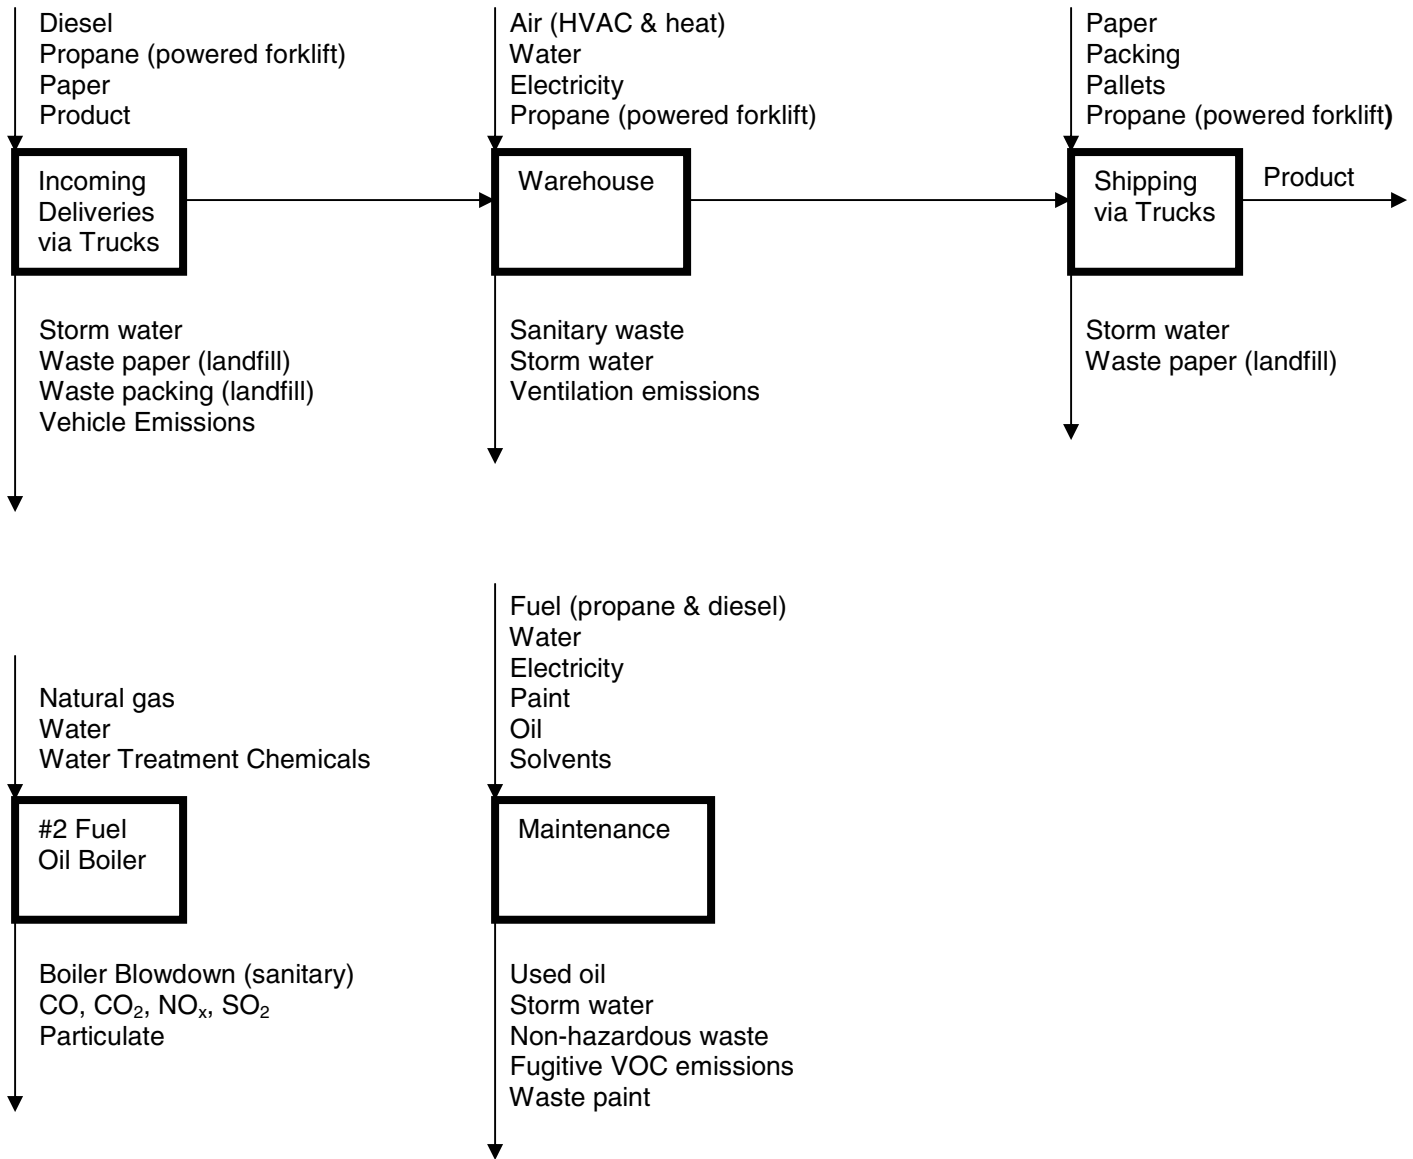 Diesel
Propane (powered forklift)
Paper
Product
Air (HVAC & heat)
Water
Electricity
Propane (powered forklift)
Paper
Packing
Pallets
Propane (powered forklift)
Incoming
Deliveries
via Trucks
Warehouse
Shipping
via Trucks
Product
Storm water
Waste paper (landfill)
Waste packing (landfill)
Vehicle Emissions
Sanitary waste
Storm water
Ventilation emissions
Storm water
Waste paper (landfill)
Natural gas
Water
Water Treatment Chemicals
Fuel (propane & diesel)
Water
Electricity
Paint
Oil
Solvents
#2 Fuel
Oil Boiler
Maintenance
Boiler Blowdown (sanitary)
CO, CO₂, NOₓ, SO₂
Particulate
Used oil
Storm water
Non-hazardous waste
Fugitive VOC emissions
Waste paint